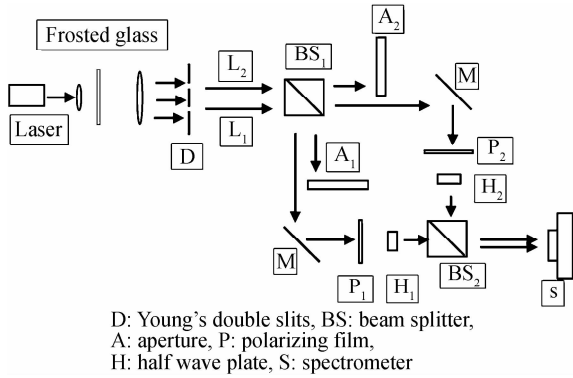 Frosted glass
Laser
L₂
L₁
D
BS₁
A₂
M
P₂
H₂
A₁
M
P₁
H₁
BS₂
s
D: Young's double slits, BS: beam splitter,
A: aperture, P: polarizing film,
H: half wave plate, S: spectrometer